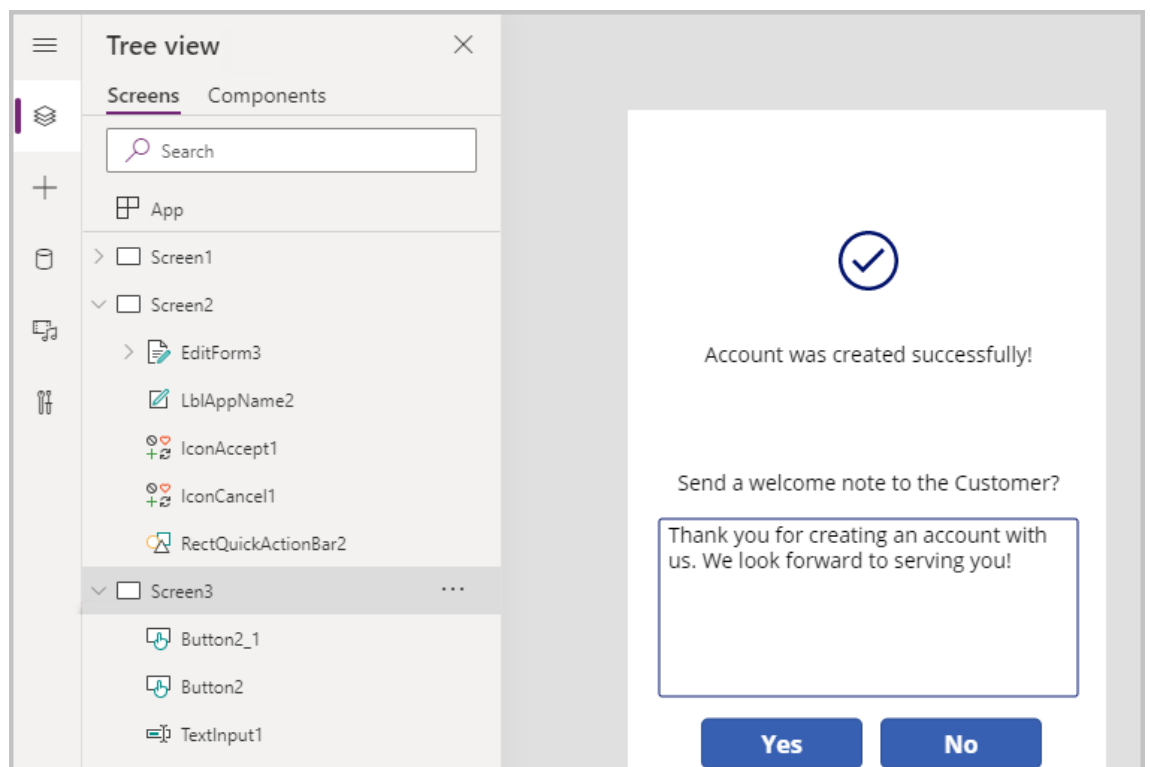 Tree view
Screens Components
Search
App
Screen1
Screen2
EditForm3
LblAppName2
IconAccept1
IconCancel1
RectQuickActionBar2
Screen3
Button2_1
Button2
TextInput1
Account was created successfully!
Send a welcome note to the Customer?
Thank you for creating an account with
us. We look forward to serving you!
Yes No